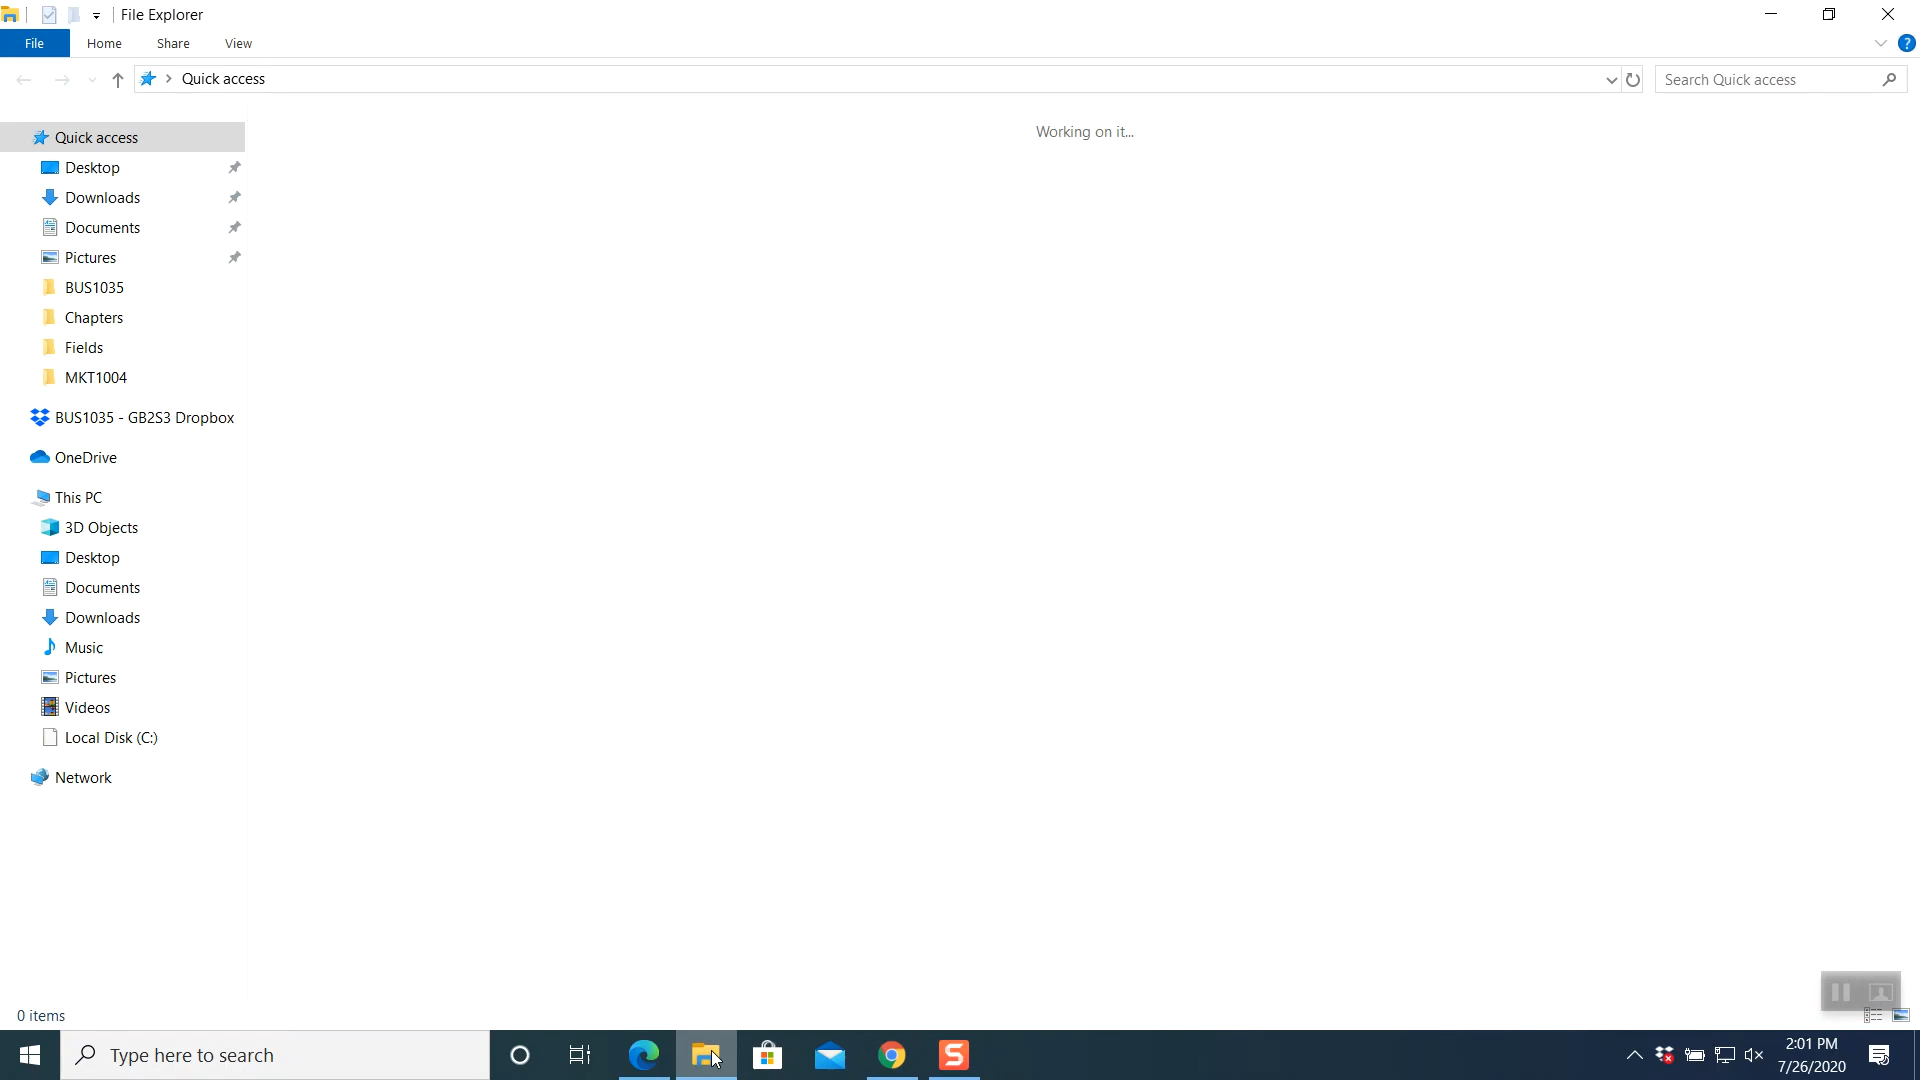 File Explorer
File Home Share View
Quick access
Search Quick access
Working on it...
Quick access
Desktop
Downloads
Documents
Pictures
BUS1035
Chapters
Fields
MKT1004
BUS1035 - GB2S3 Dropbox
OneDrive
This PC
3D Objects
Desktop
Documents
Downloads
Music
Pictures
Videos
Local Disk (C:)
Network
0 items
Type here to search
2:01 PM
7/26/2020